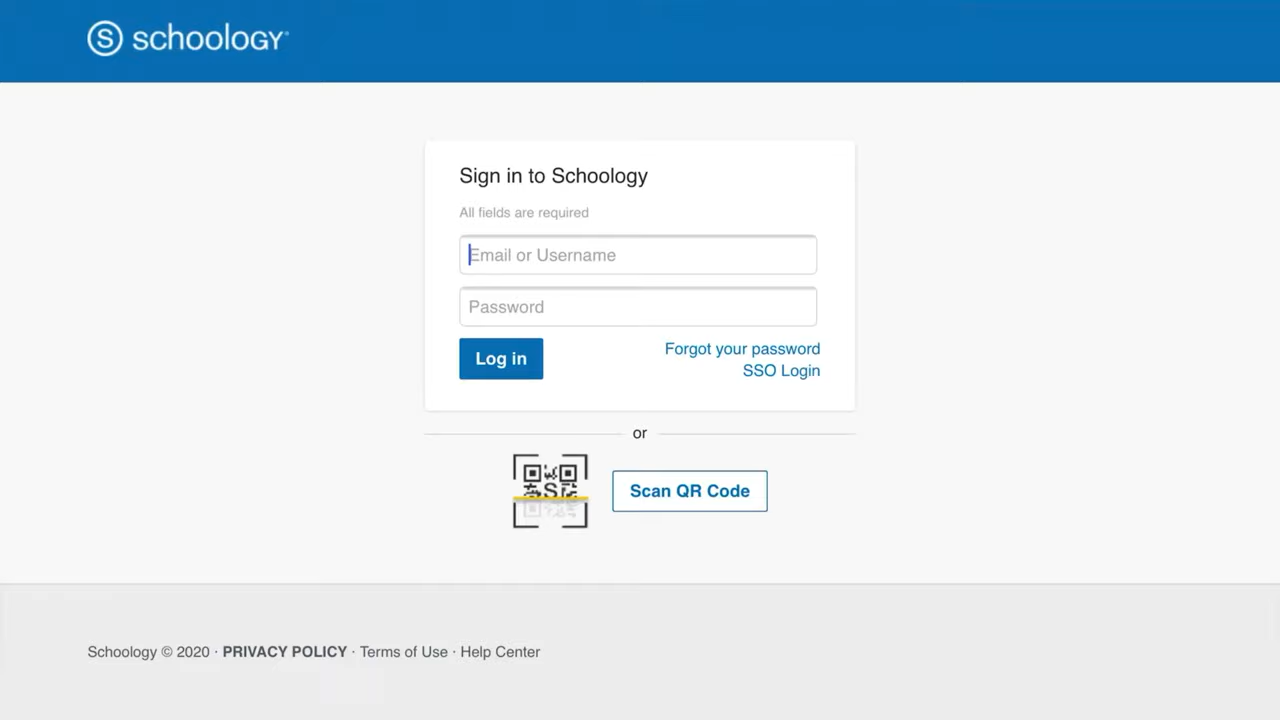 schoology®
Sign in to Schoology
All fields are required
Email or Username
Password
Log in
Forgot your password
SSO Login
or
Scan QR Code
Schoology © 2020 · PRIVACY POLICY · Terms of Use · Help Center